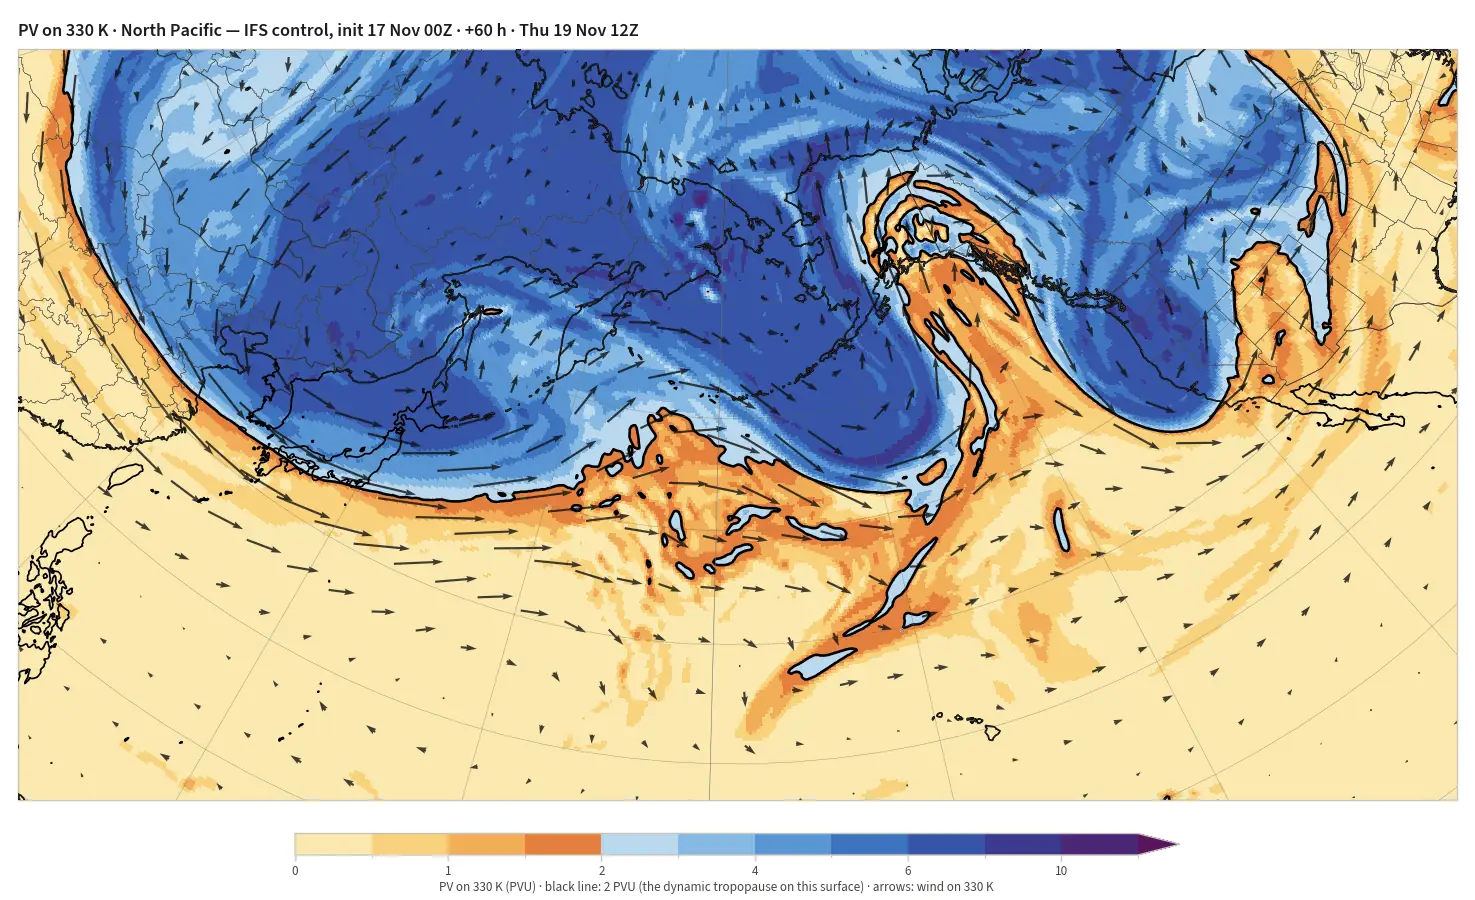 PV on 330 K · North Pacific — IFS control, init 17 Nov 00Z · +60 h · Thu 19 Nov 12Z
0 1 2 4 6 10
PV on 330 K (PVU) · black line: 2 PVU (the dynamic tropopause on this surface) · arrows: wind on 330 K